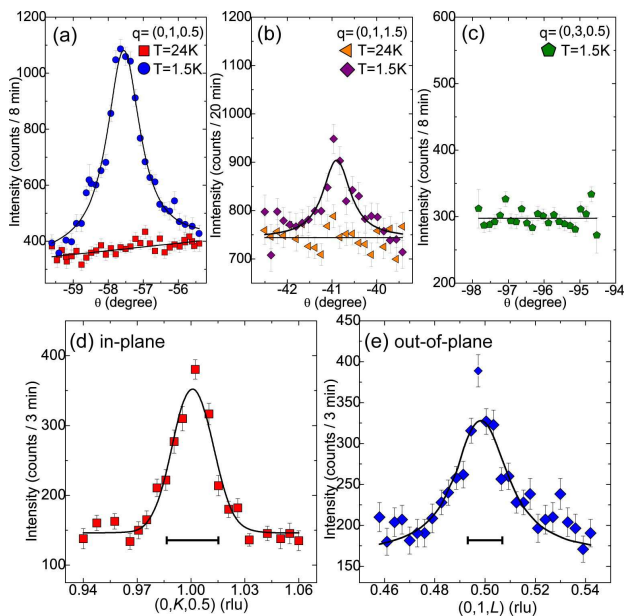 (a)
q= (0,1,0.5)
T=24K
T=1.5K
Intensity (counts / 8 min)
1200
1000
800
600
400
200
-59
-58
-57
-56
θ (degree)
(b)
q= (0,1,1.5)
T=24K
T=1.5K
Intensity (counts / 20 min)
1200
1100
1000
900
800
700
-42
-41
-40
θ (degree)
(c)
q= (0,3,0.5)
T=1.5K
Inntensity (counts / 8 min)
600
500
400
300
200
-98
-97
-96
-95
-94
θ (degree)
(d) in-plane
Intensity (counts / 3 min)
400
300
200
100
0.94
0.97
1.00
1.03
1.06
(0,K,0.5) (rlu)
(e) out-of-plane
Intensity (counts / 3 min)
450
400
350
300
250
200
150
0.46
0.48
0.50
0.52
0.54
(0,1,L) (rlu)